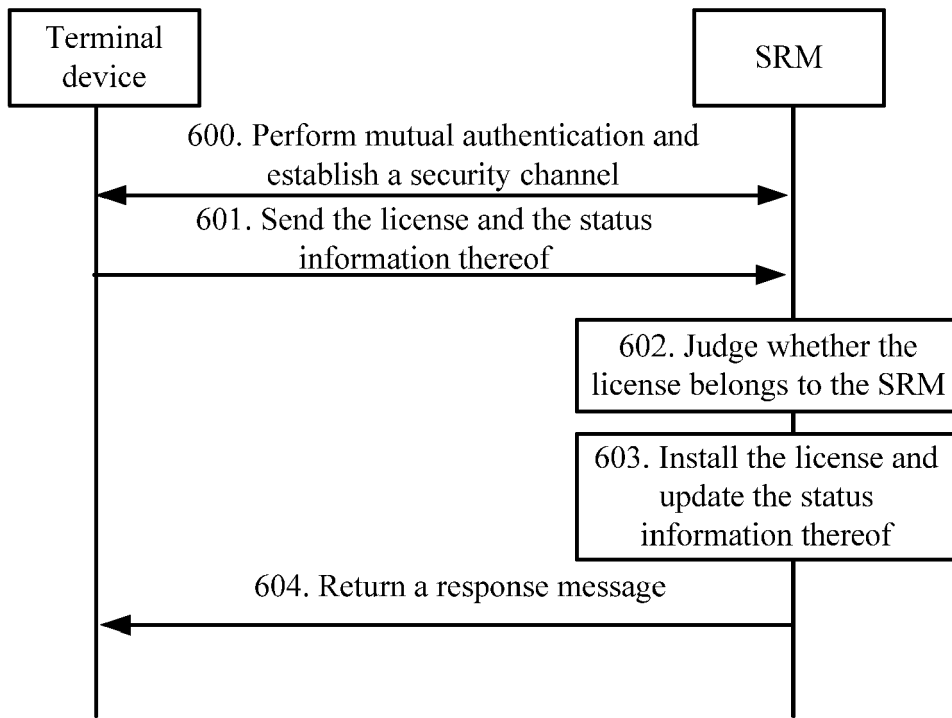 Terminal
device
SRM
600. Perform mutual authentication and
establish a security channel
601. Send the license and the status
information thereof
602. Judge whether the
license belongs to the SRM
603. Install the license and
update the status
information thereof
604. Return a response message